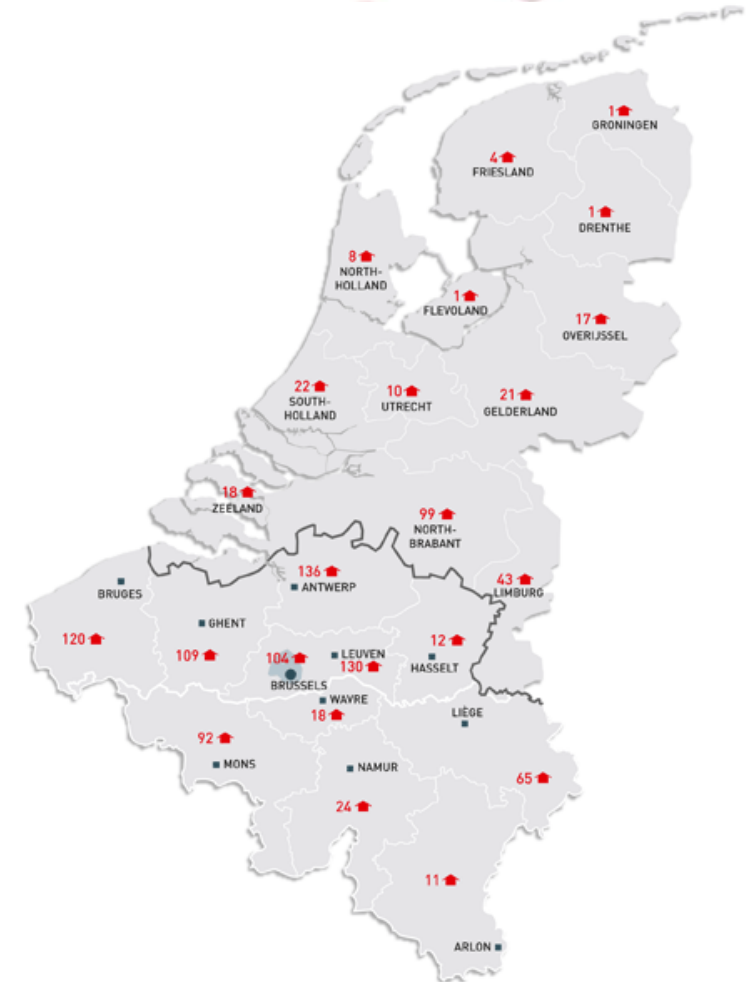 1
GRONINGEN
4
FRIESLAND
1
DRENTHE
8
NORTH-
HOLLAND
1
FLEVOLAND
17
OVERIJSSEL
22
SOUTH-
HOLLAND
10
UTRECHT
21
GELDERLAND
18
ZEELAND
99
NORTH-
BRABANT
43
LIMBURG
136
ANTWERP
BRUGES
120
GHENT
109
104
BRUSSELS
LEUVEN
130
12
HASSELT
WAVRE
18
LIÈGE
92
MONS
NAMUR
65
24
11
ARLON